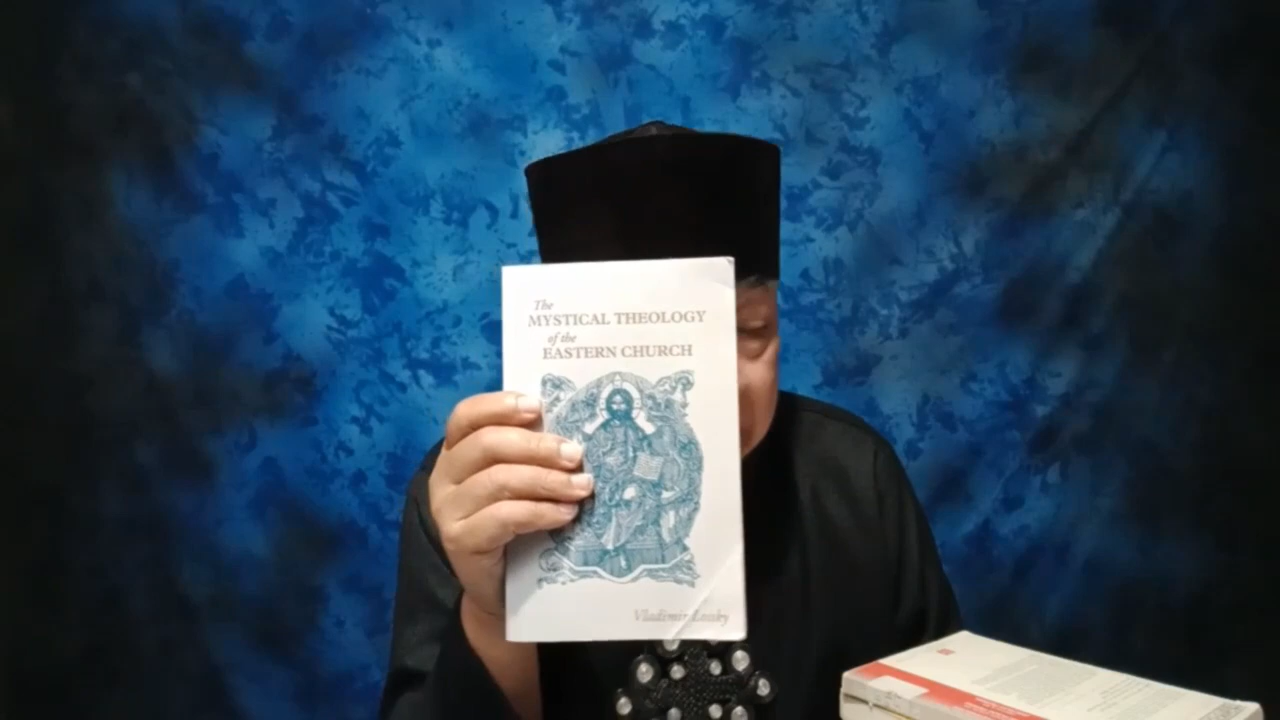 The
MYSTICAL THEOLOGY
of the
EASTERN CHURCH
Vladimir Lossky